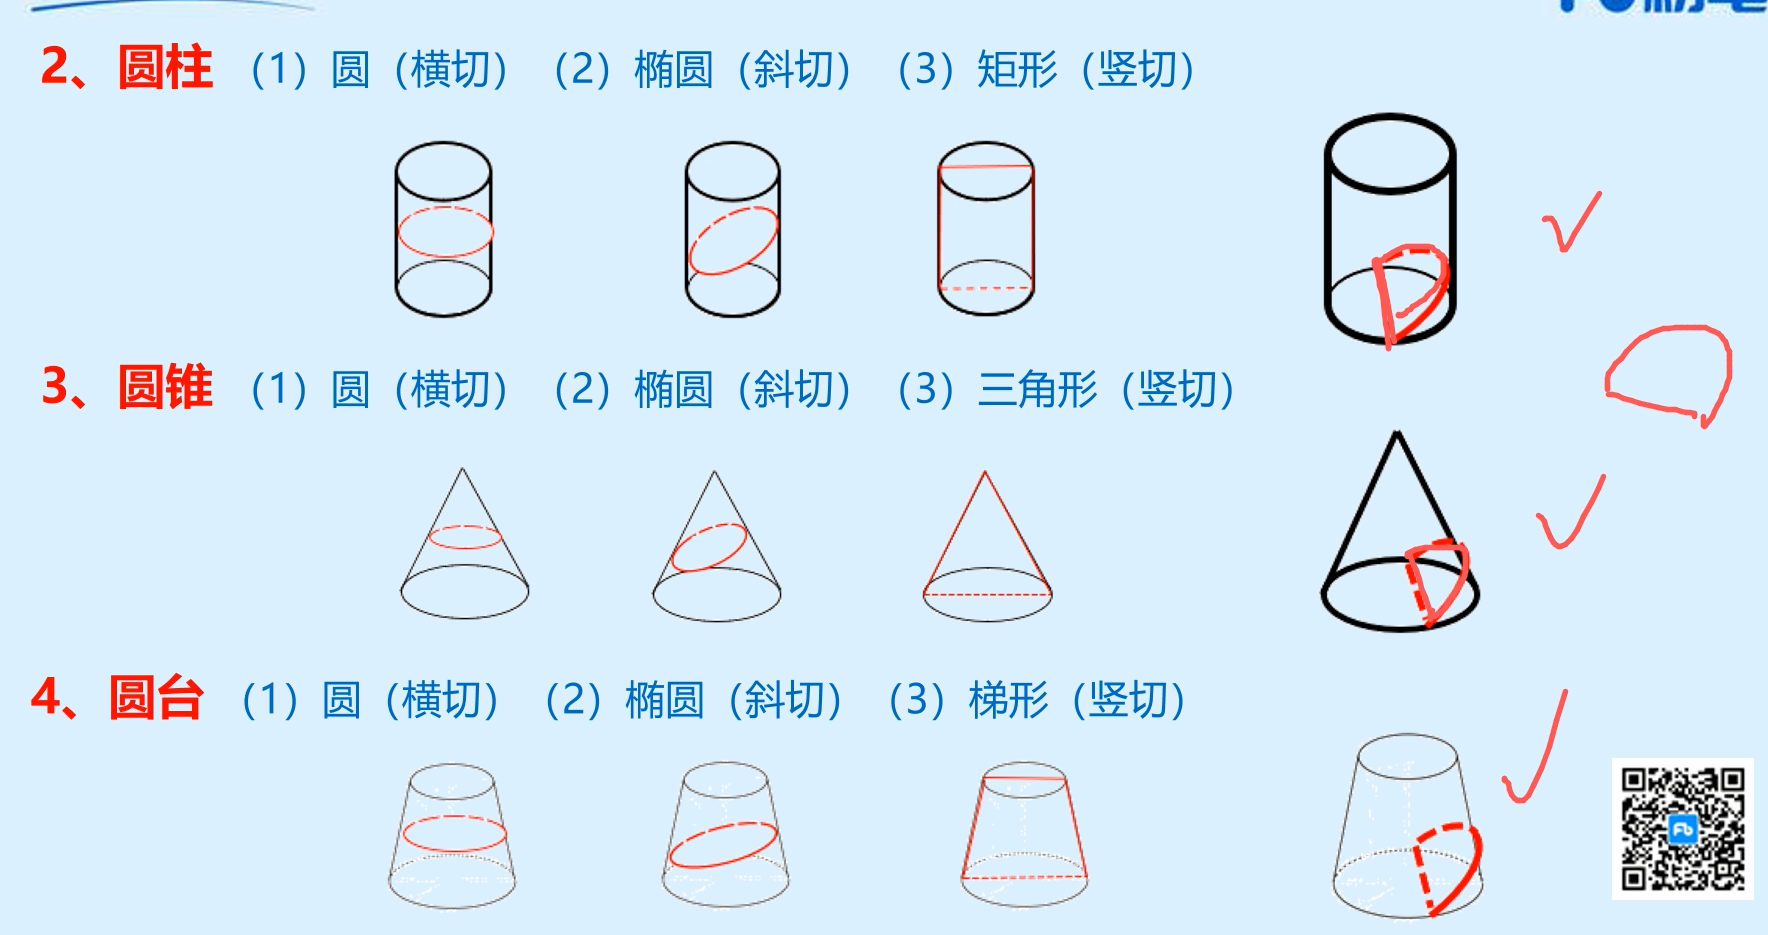 2、圆柱 （1）圆（横切） （2）椭圆（斜切） （3）矩形（竖切）
3、圆锥 （1）圆（横切） （2）椭圆（斜切） （3）三角形（竖切）
4、圆台 （1）圆（横切） （2）椭圆（斜切） （3）梯形（竖切）
Fb